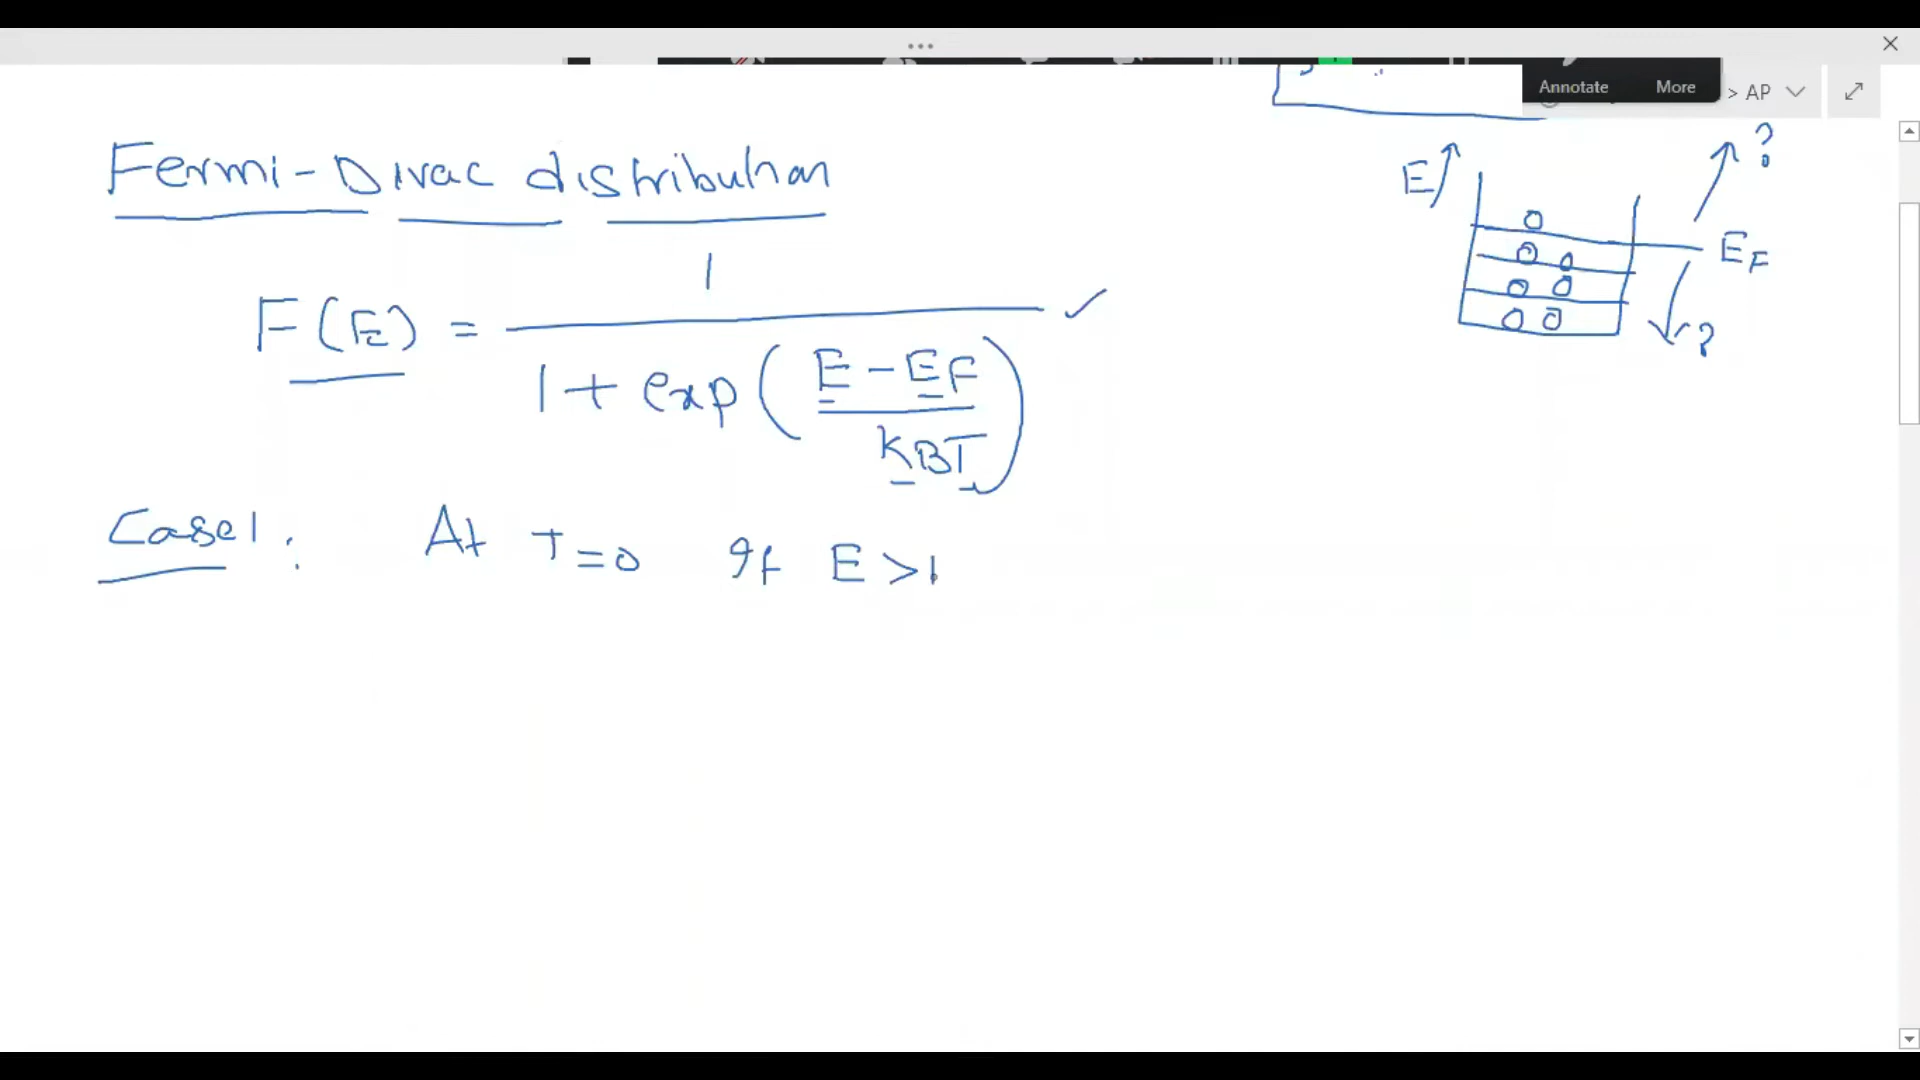 Annotate More > AP
Fermi-Dirac distribution
F(E) = 1 / (1 + exp((E - EF) / KBT)) ✓
E ?
EF
?
Case1: At T=0 If E >